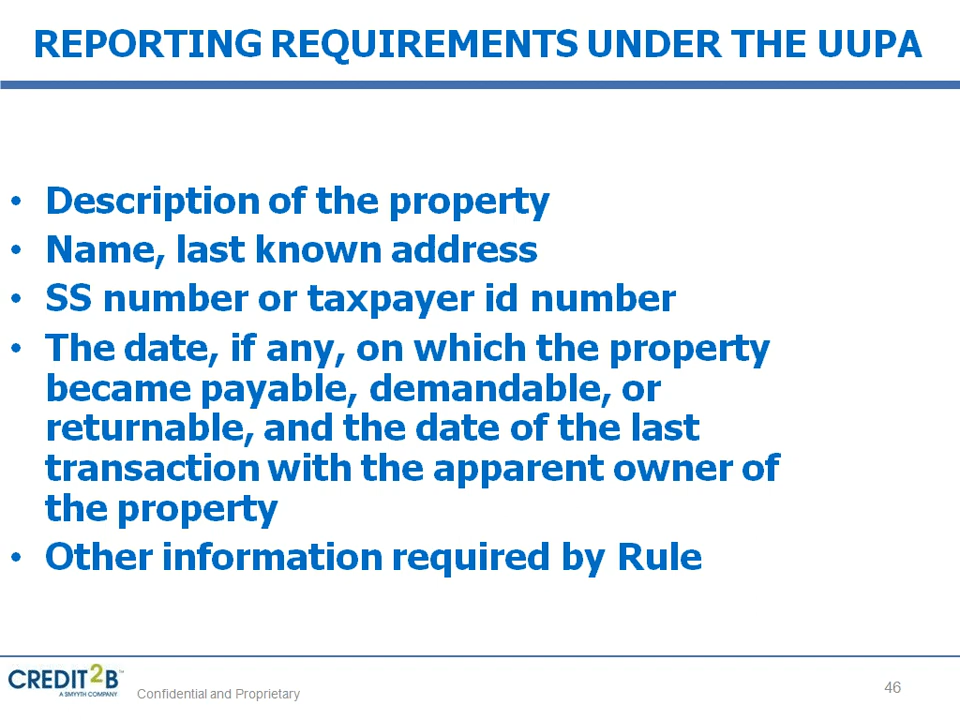 REPORTING REQUIREMENTS UNDER THE UUPA
• Description of the property
• Name, last known address
• SS number or taxpayer id number
• The date, if any, on which the property
became payable, demandable, or
returnable, and the date of the last
transaction with the apparent owner of
the property
• Other information required by Rule
CREDIT2B™
A SMYYTH COMPANY
Confidential and Proprietary
46